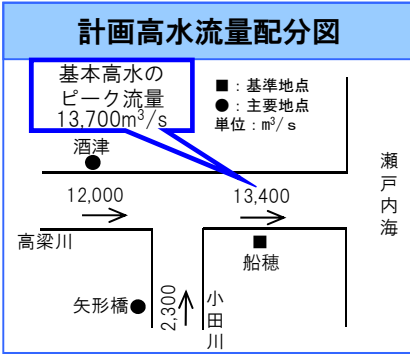 計画高水流量配分図
基本高水の
ピーク流量
13,700m³/s
■：基準地点
●：主要地点
単位：m³/s
酒津
瀬戸内海
12,000
13,400
高梁川
船穂
矢形橋
2,300
小田川